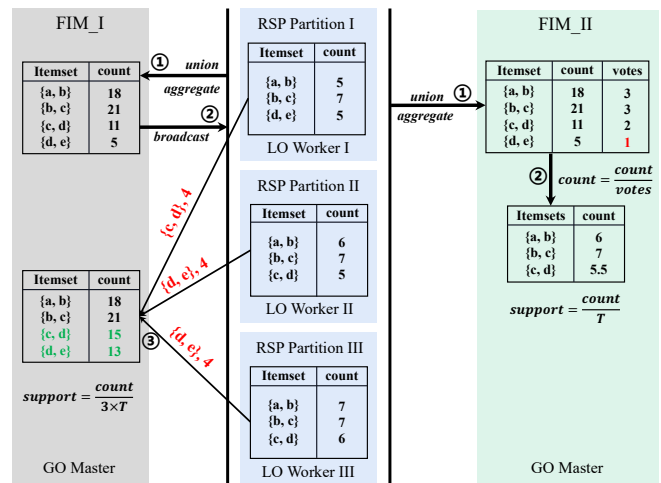 FIM_I
Itemset count
{a, b} 18
{b, c} 21
{c, d} 11
{d, e} 5
① union
aggregate
②
broadcast
{c, d}, 4
{d, e}, 4
{d, e}, 4
③
Itemset count
{a, b} 18
{b, c} 21
{c, d} 15
{d, e} 13
support = count / 3×T
GO Master
RSP Partition I
Itemset count
{a, b} 5
{b, c} 7
{d, e} 5
LO Worker I
RSP Partition II
Itemset count
{a, b} 6
{b, c} 7
{c, d} 5
LO Worker II
RSP Partition III
Itemset count
{a, b} 7
{b, c} 7
{c, d} 6
LO Worker III
union ①
aggregate
FIM_II
Itemset count votes
{a, b} 18 3
{b, c} 21 3
{c, d} 11 2
{d, e} 5 1
② count = count / votes
Itemsets count
{a, b} 6
{b, c} 7
{c, d} 5.5
support = count / T
GO Master